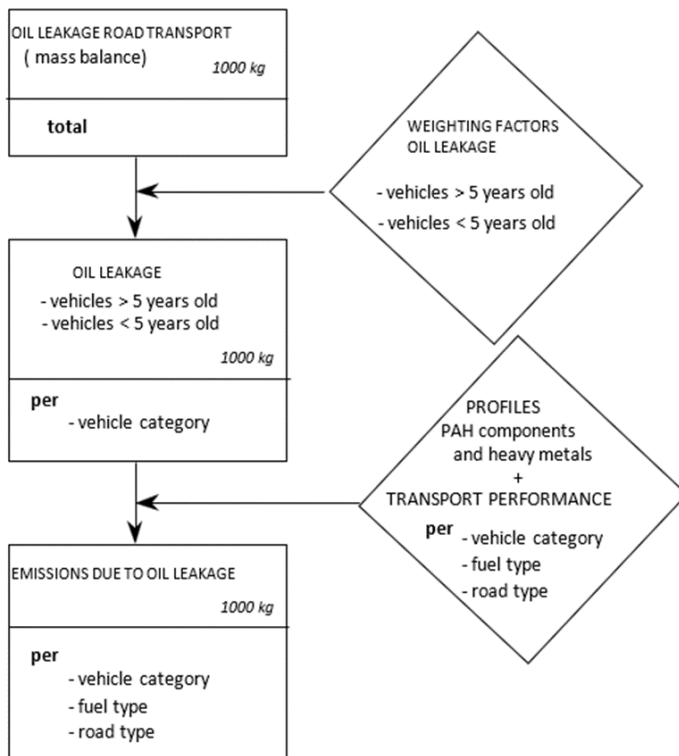 OIL LEAKAGE ROAD TRANSPORT
( mass balance)
1000 kg
total
WEIGHTING FACTORS
OIL LEAKAGE
- vehicles > 5 years old
- vehicles < 5 years old
OIL LEAKAGE
- vehicles > 5 years old
- vehicles < 5 years old
1000 kg
per
- vehicle category
PROFILES
PAH components
and heavy metals
+
TRANSPORT PERFORMANCE
per
- vehicle category
- fuel type
- road type
EMISSIONS DUE TO OIL LEAKAGE
1000 kg
per
- vehicle category
- fuel type
- road type